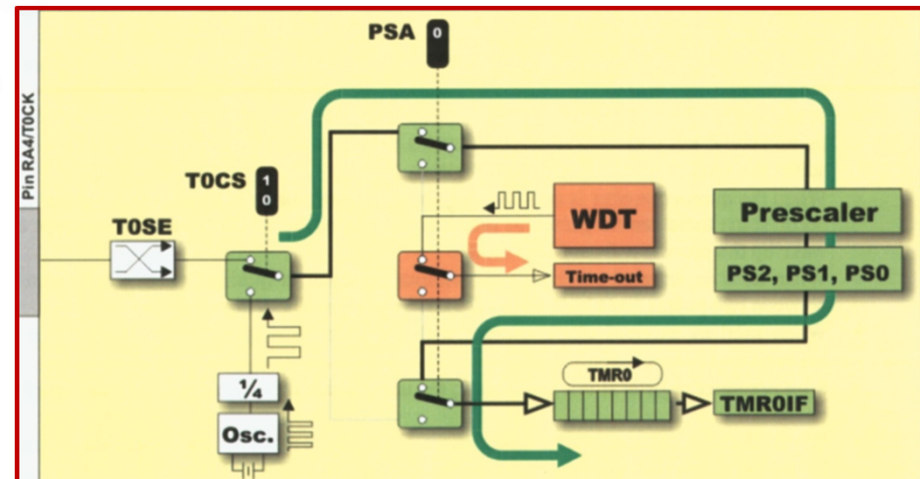 PSA
0
Pin RA4/T0CK
T0CS
1
0
T0SE
WDT
Prescaler
Time-out
PS2, PS1, PS0
¼
TMR0
TMR0IF
Osc.